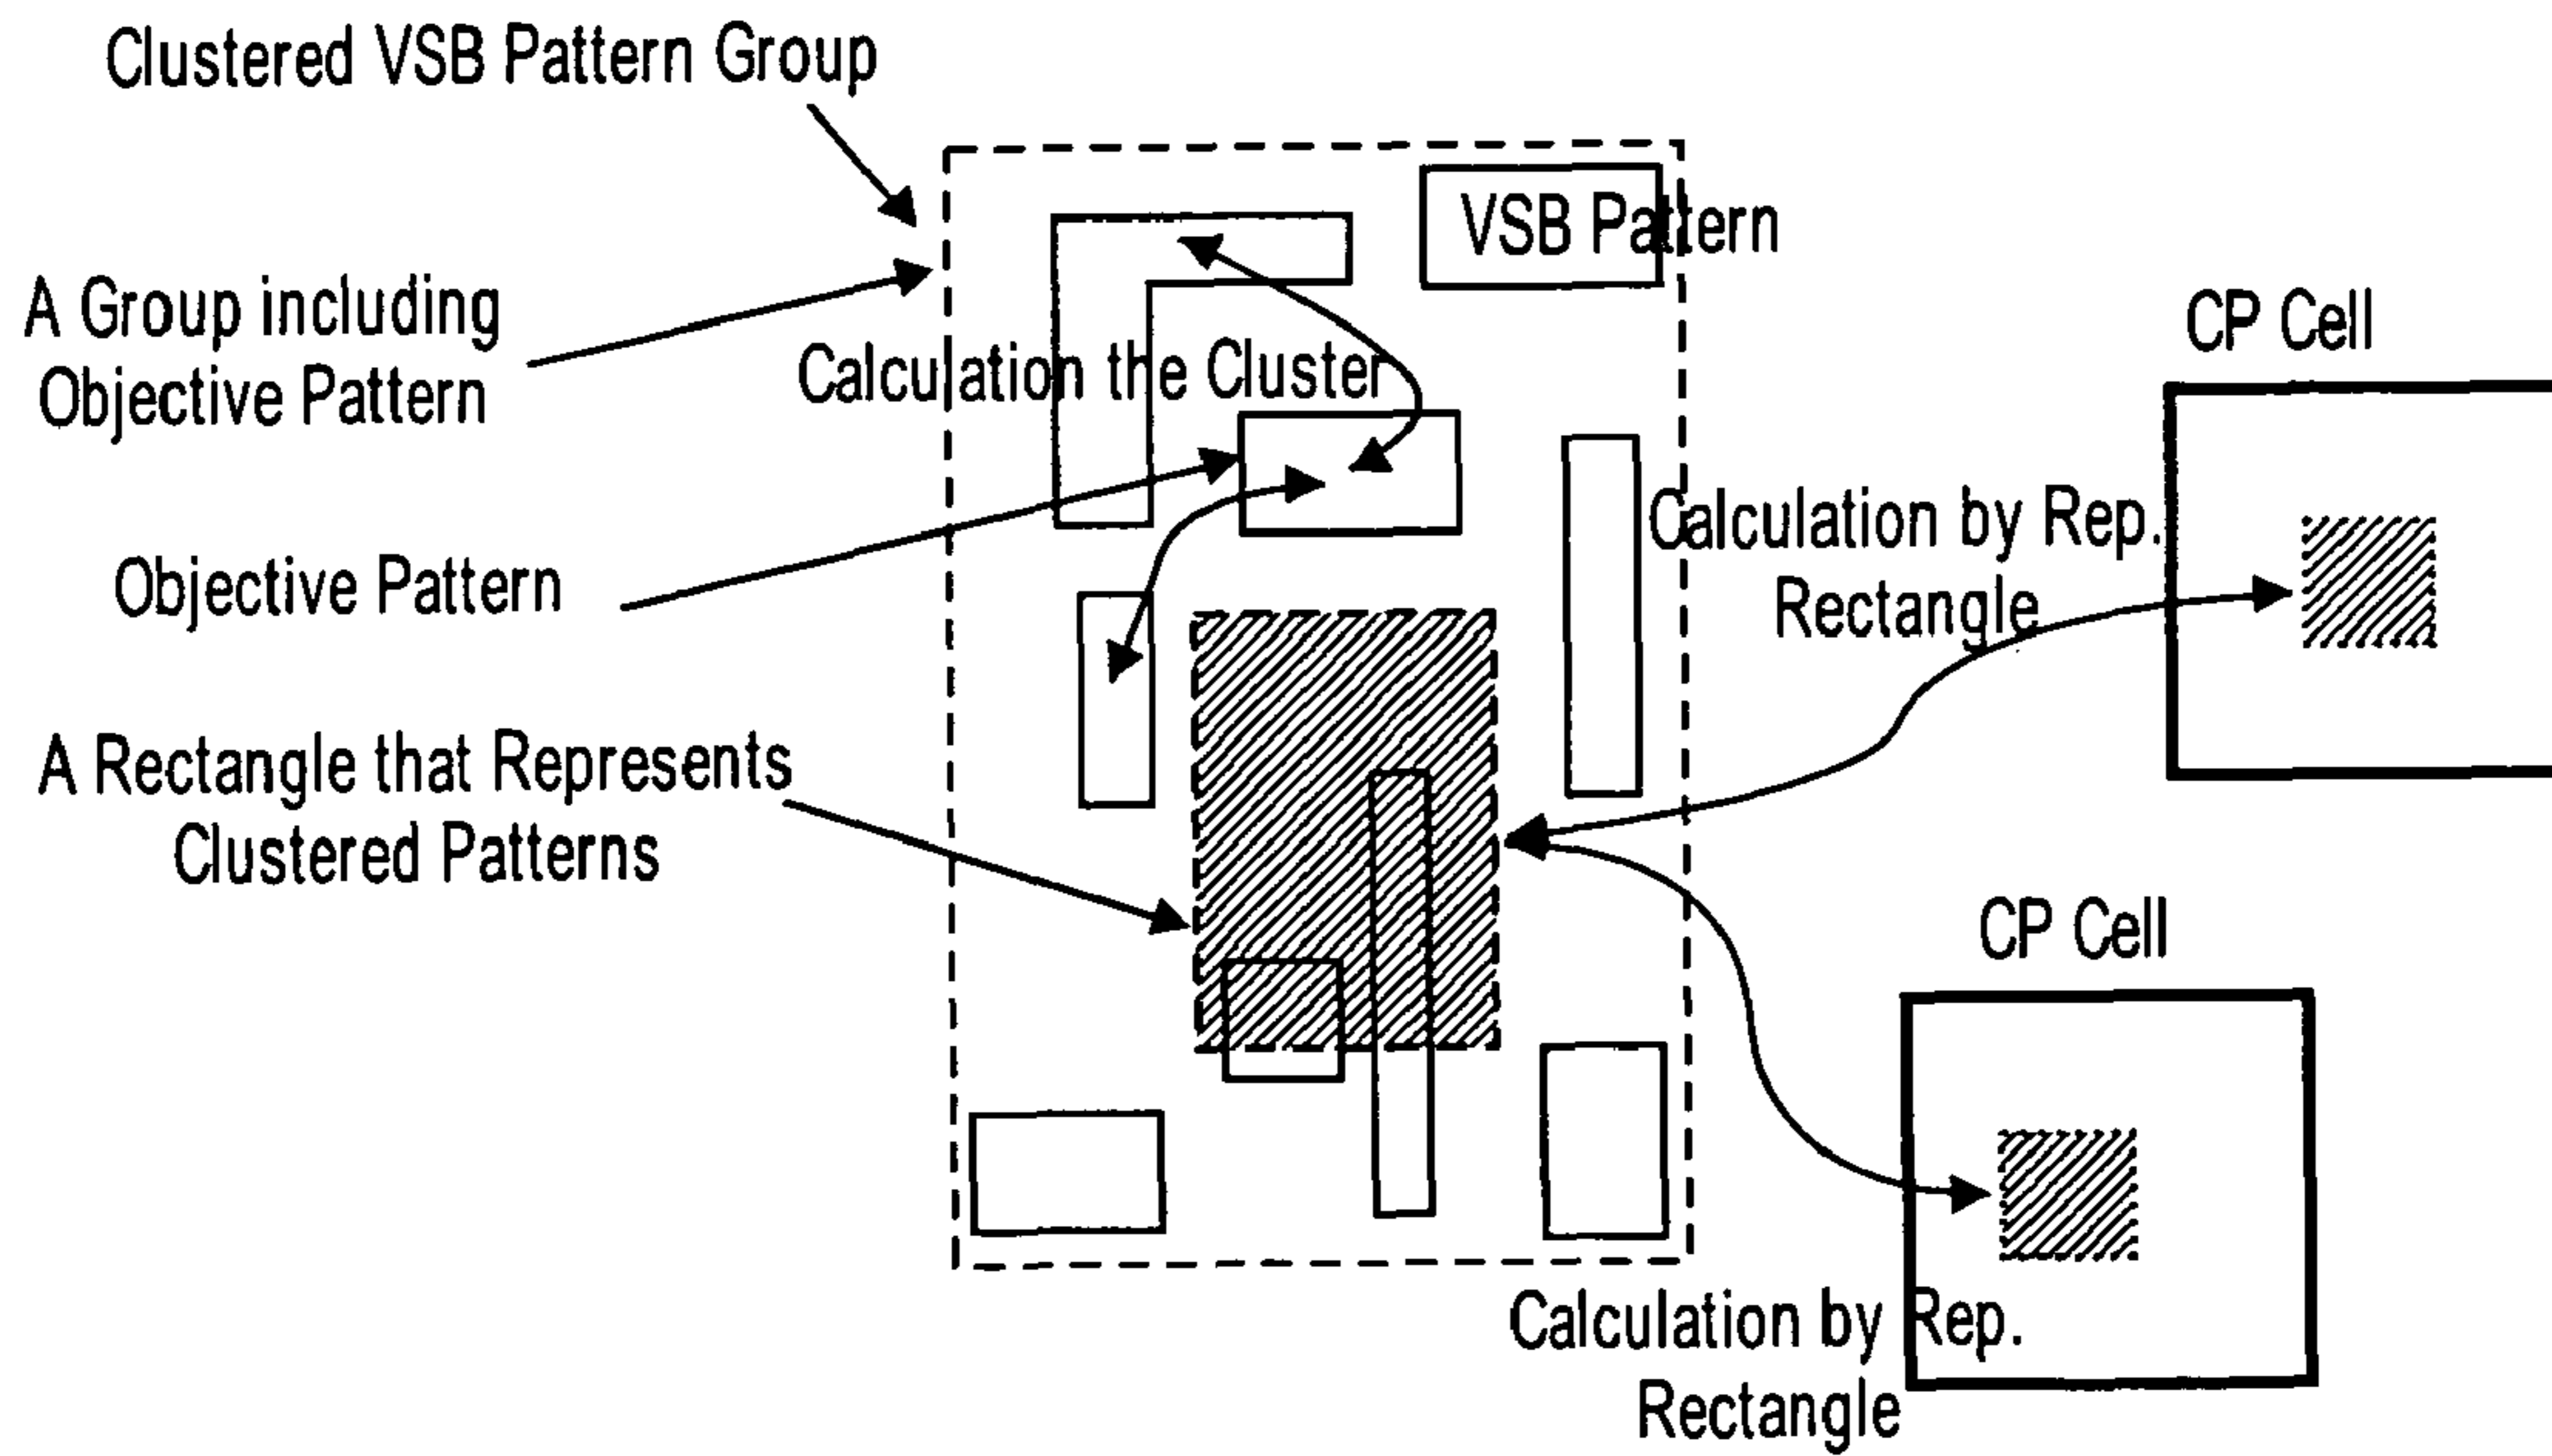 Clustered VSB Pattern Group
VSB Pattern
A Group including
Objective Pattern
CP Cell
Calculation the Cluster
Calculation by Rep.
Rectangle
Objective Pattern
A Rectangle that Represents
Clustered Patterns
CP Cell
Calculation by Rep.
Rectangle